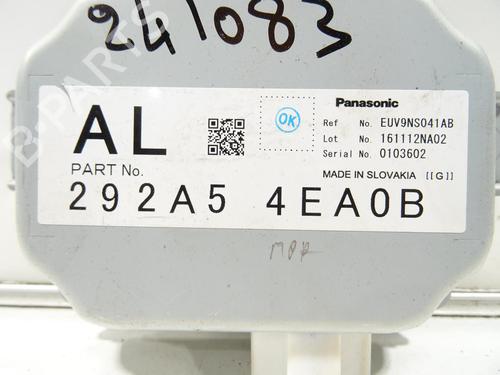 241083
Panasonic
OK
AL
Ref No. EUV9NS041AB
Lot No. 161112NA02
Serial No. 0103602
PART No.
MADE IN SLOVAKIA [[G]]
292A5 4EA0B
B-PARTS